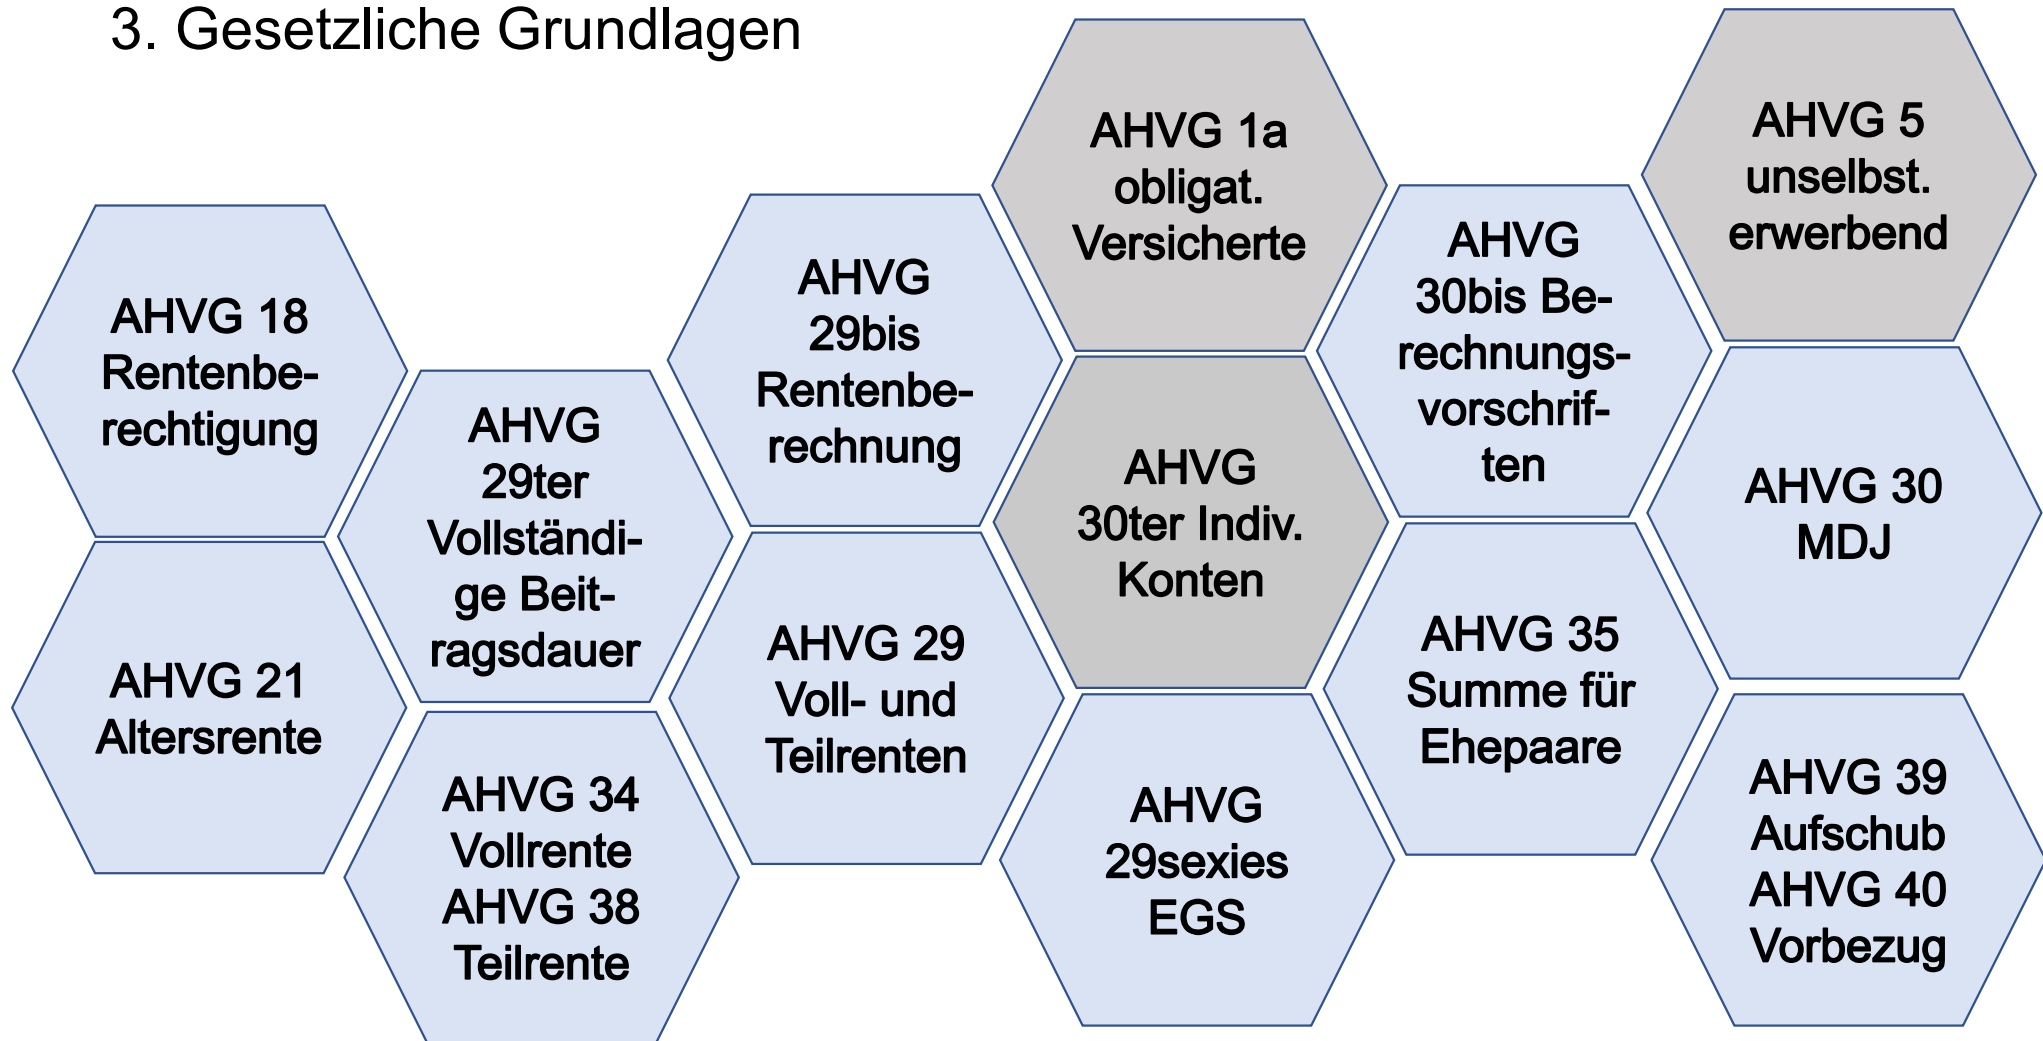 3. Gesetzliche Grundlagen
AHVG 18
Rentenbe-
rechtigung
AHVG 21
Altersrente
AHVG
29ter
Vollständi-
ge Beit-
ragsdauer
AHVG 34
Vollrente
AHVG 38
Teilrente
AHVG
29bis
Rentenbe-
rechnung
AHVG 29
Voll- und
Teilrenten
AHVG 1a
obligat.
Versicherte
AHVG
30ter Indiv.
Konten
AHVG
29sexies
EGS
AHVG
30bis Be-
rechnungs-
vorschrif-
ten
AHVG 35
Summe für
Ehepaare
AHVG 5
unselbst.
erwerbend
AHVG 30
MDJ
AHVG 39
Aufschub
AHVG 40
Vorbezug